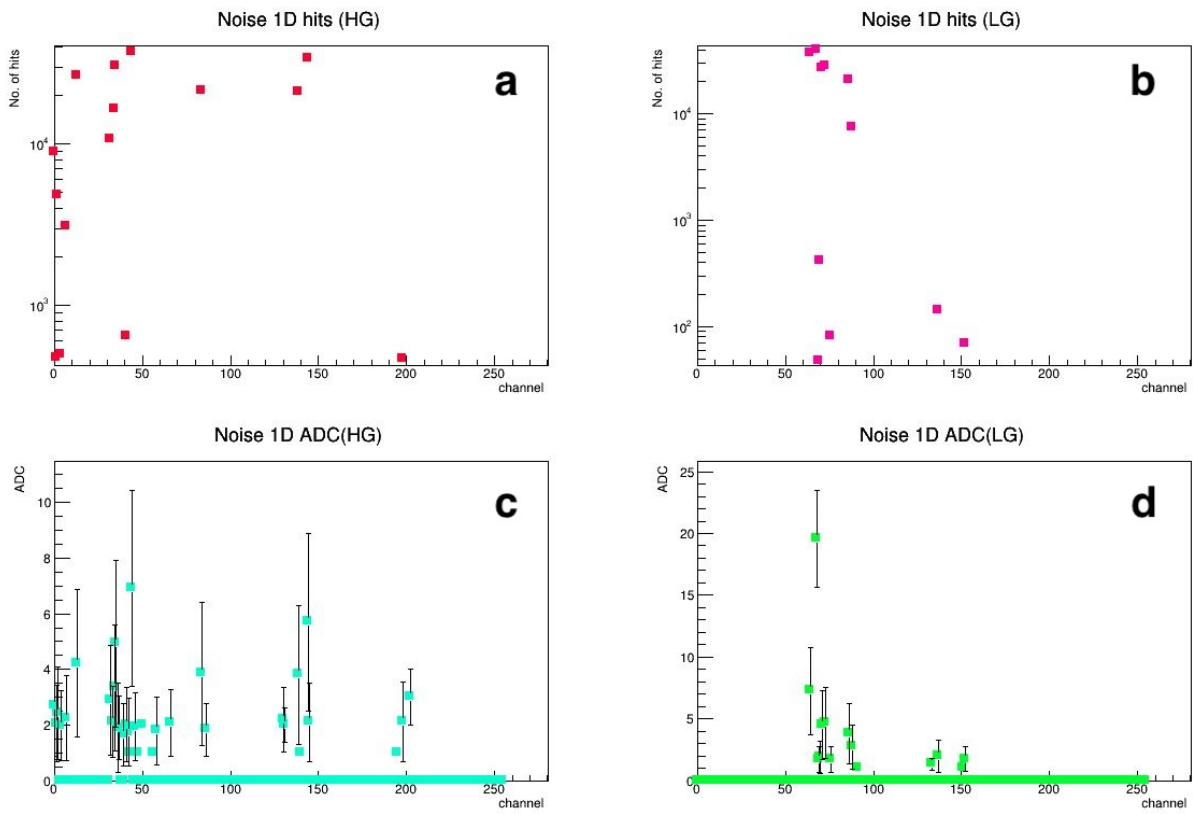 Noise 1D hits (HG)
No. of hits
a
10⁴
10³
0 50 100 150 200 250
channel
Noise 1D hits (LG)
No. of hits
b
10⁴
10³
10²
0 50 100 150 200 250
channel
Noise 1D ADC(HG)
ADC
c
10
8
6
4
2
0
0 50 100 150 200 250
channel
Noise 1D ADC(LG)
ADC
d
25
20
15
10
5
0
0 50 100 150 200 250
channel